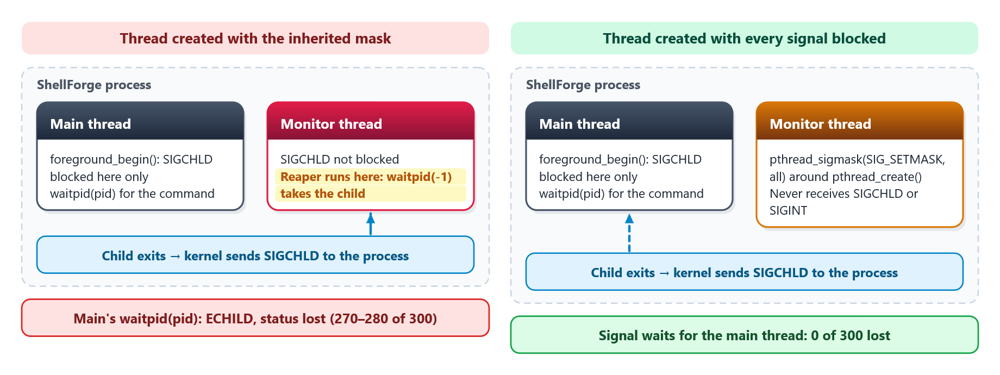 Thread created with the inherited mask
ShellForge process
Main thread
foreground_begin(): SIGCHLD
blocked here only
waitpid(pid) for the command
Monitor thread
SIGCHLD not blocked
Reaper runs here: waitpid(-1)
takes the child
Child exits → kernel sends SIGCHLD to the process
Main's waitpid(pid): ECHILD, status lost (270–280 of 300)
Thread created with every signal blocked
ShellForge process
Main thread
foreground_begin(): SIGCHLD
blocked here only
waitpid(pid) for the command
Monitor thread
pthread_sigmask(SIG_SETMASK,
all) around pthread_create()
Never receives SIGCHLD or
SIGINT
Child exits → kernel sends SIGCHLD to the process
Signal waits for the main thread: 0 of 300 lost